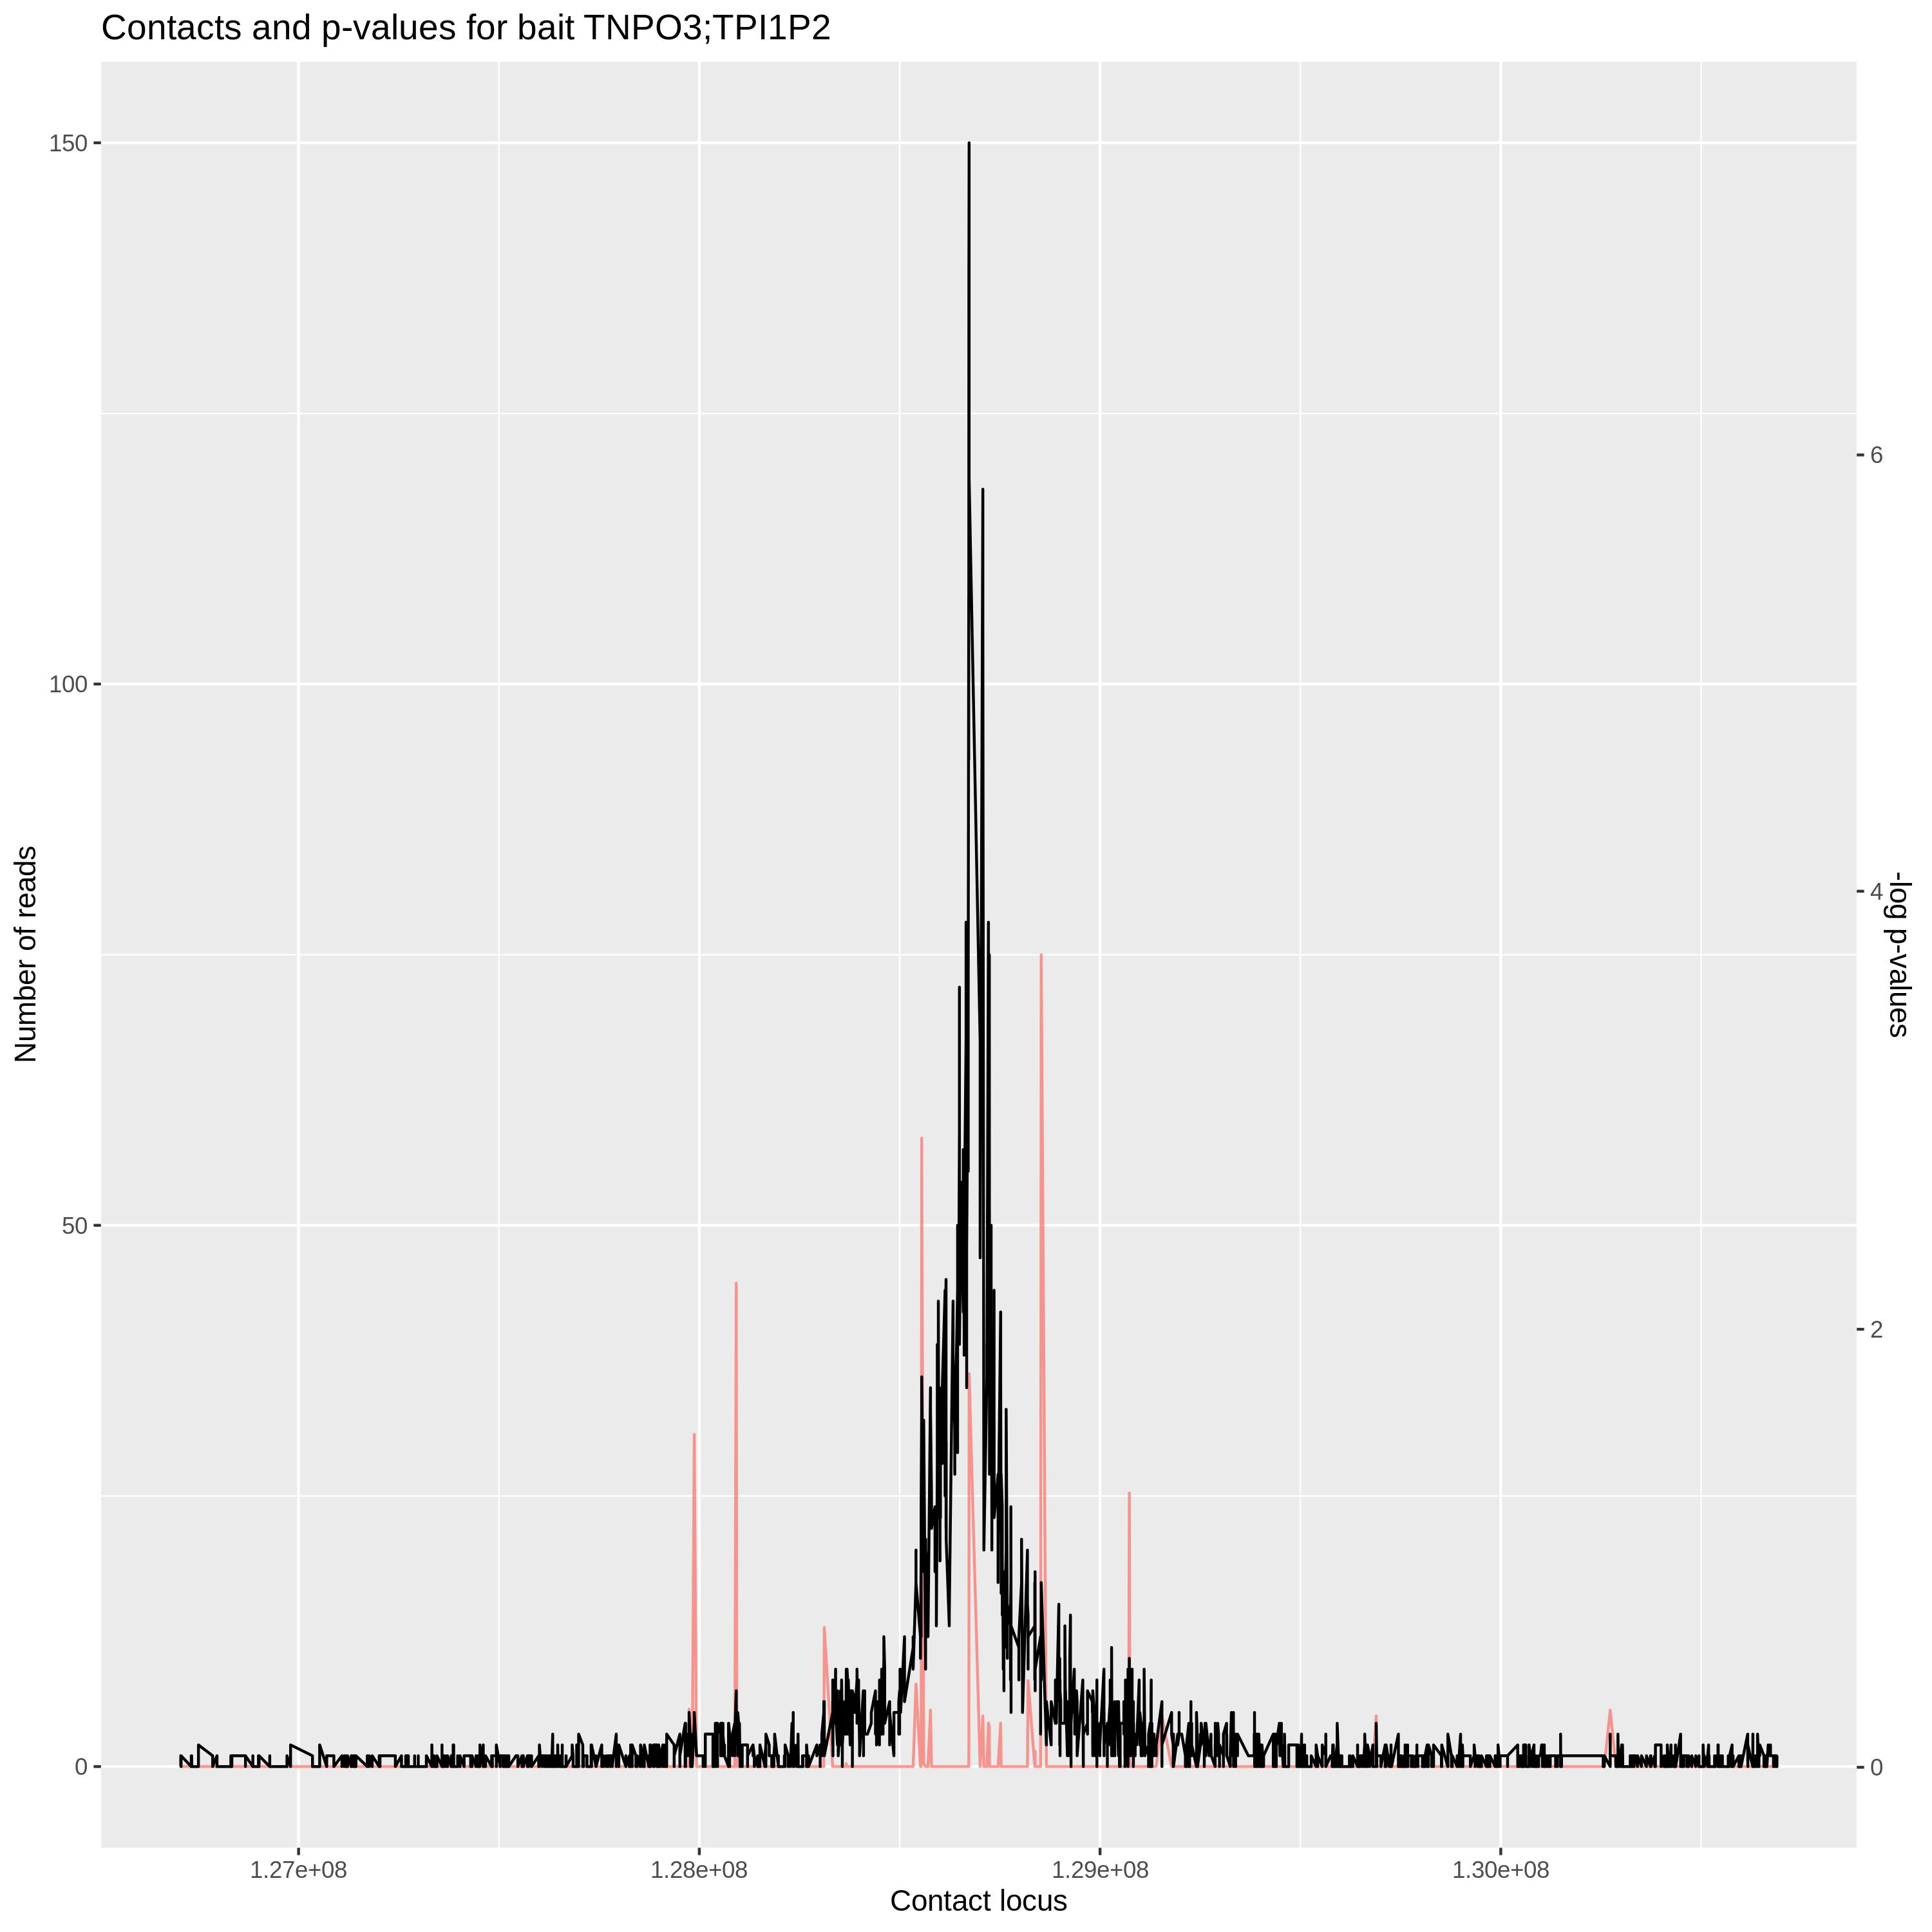 Contacts and p-values for bait TNPO3;TPI1P2
150
100
50
0
Number of reads
6
4
2
0
-log p-values
1.27e+08
1.28e+08
1.29e+08
1.30e+08
Contact locus